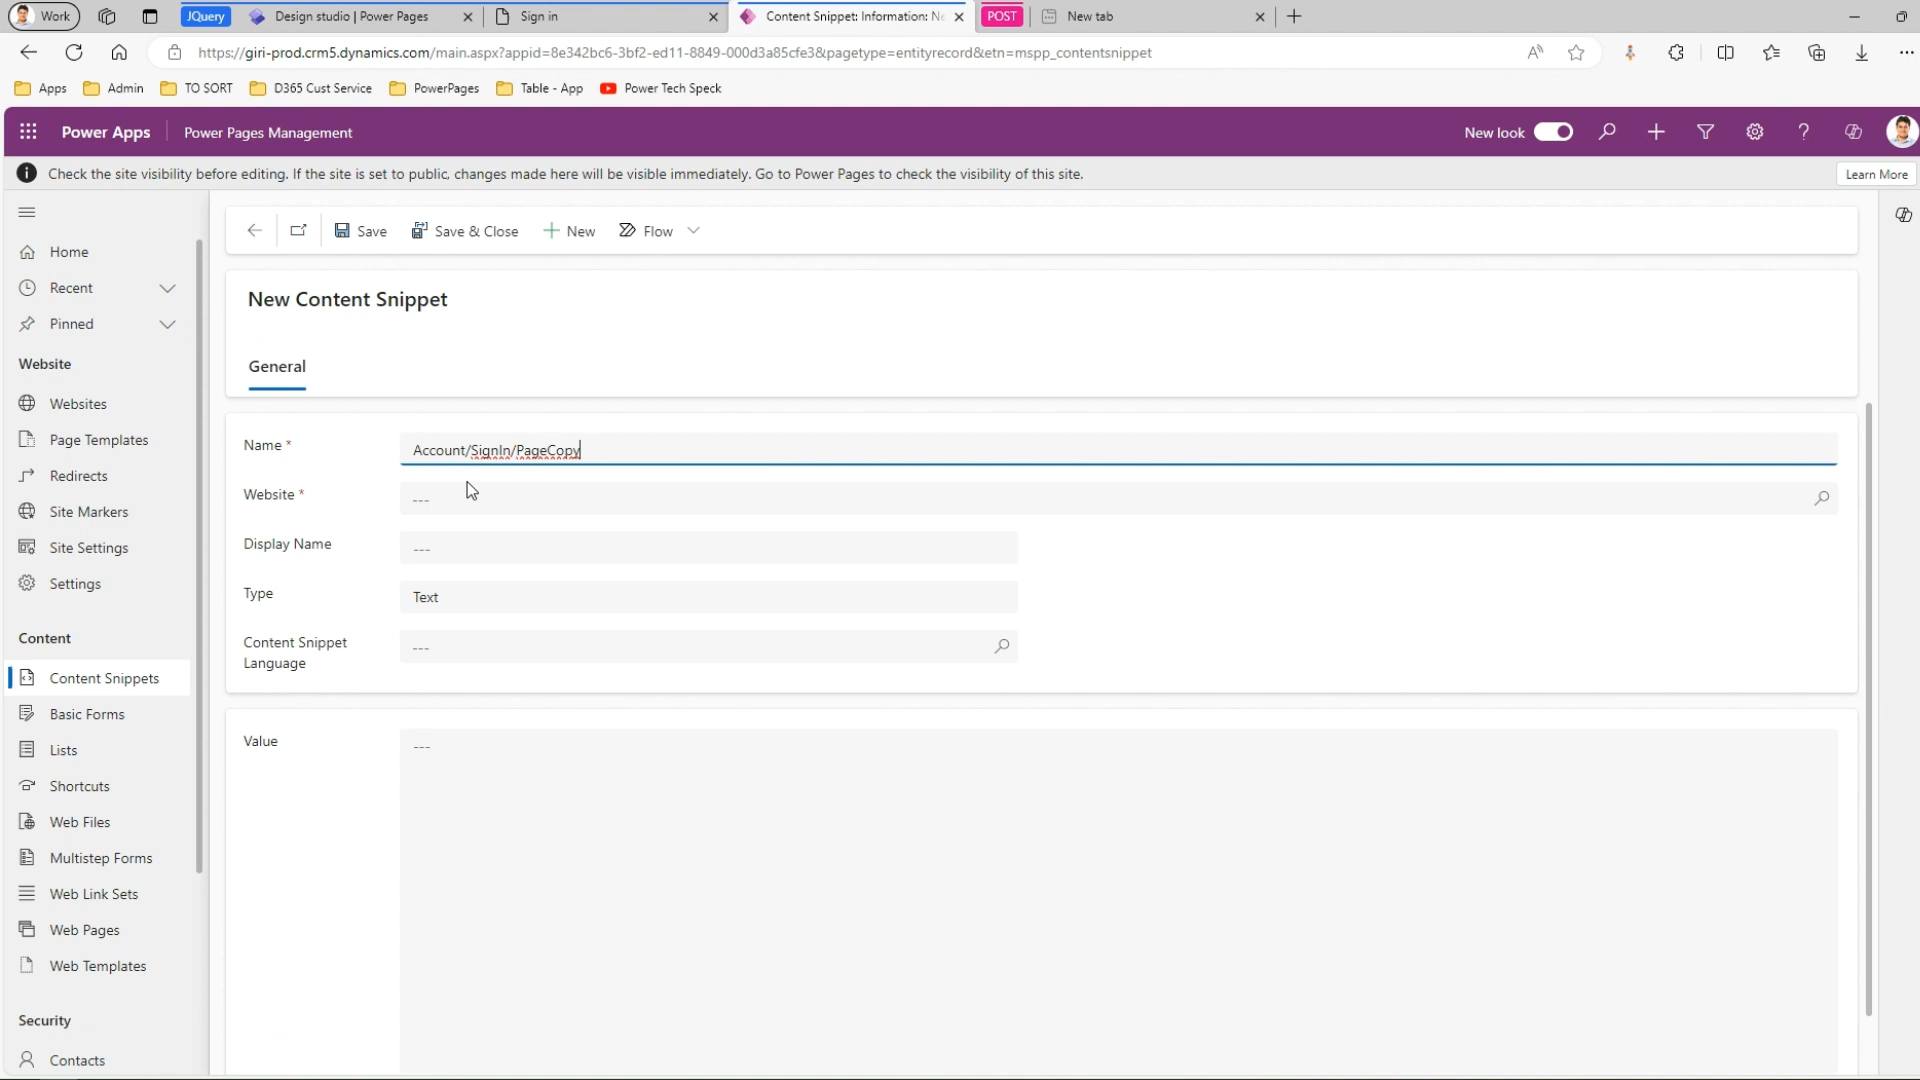 Work
JQuery
Design studio | Power Pages
Sign in
Content Snippet: Information: Ne
POST
New tab
https://giri-prod.crm5.dynamics.com/main.aspx?appid=8e342bc6-3bf2-ed11-8849-000d3a85cfe3&pagetype=entityrecord&etn=mspp_contentsnippet
Apps
Admin
TO SORT
D365 Cust Service
PowerPages
Table - App
Power Tech Speck
Power Apps
Power Pages Management
New look
Check the site visibility before editing. If the site is set to public, changes made here will be visible immediately. Go to Power Pages to check the visibility of this site.
Learn More
Save
Save & Close
New
Flow
Home
Recent
Pinned
Website
Websites
Page Templates
Redirects
Site Markers
Site Settings
Settings
Content
Content Snippets
Basic Forms
Lists
Shortcuts
Web Files
Multistep Forms
Web Link Sets
Web Pages
Web Templates
Security
Contacts
New Content Snippet
General
Name *
Account/SignIn/PageCopy
Website *
---
Display Name
---
Type
Text
Content Snippet
Language
---
Value
---